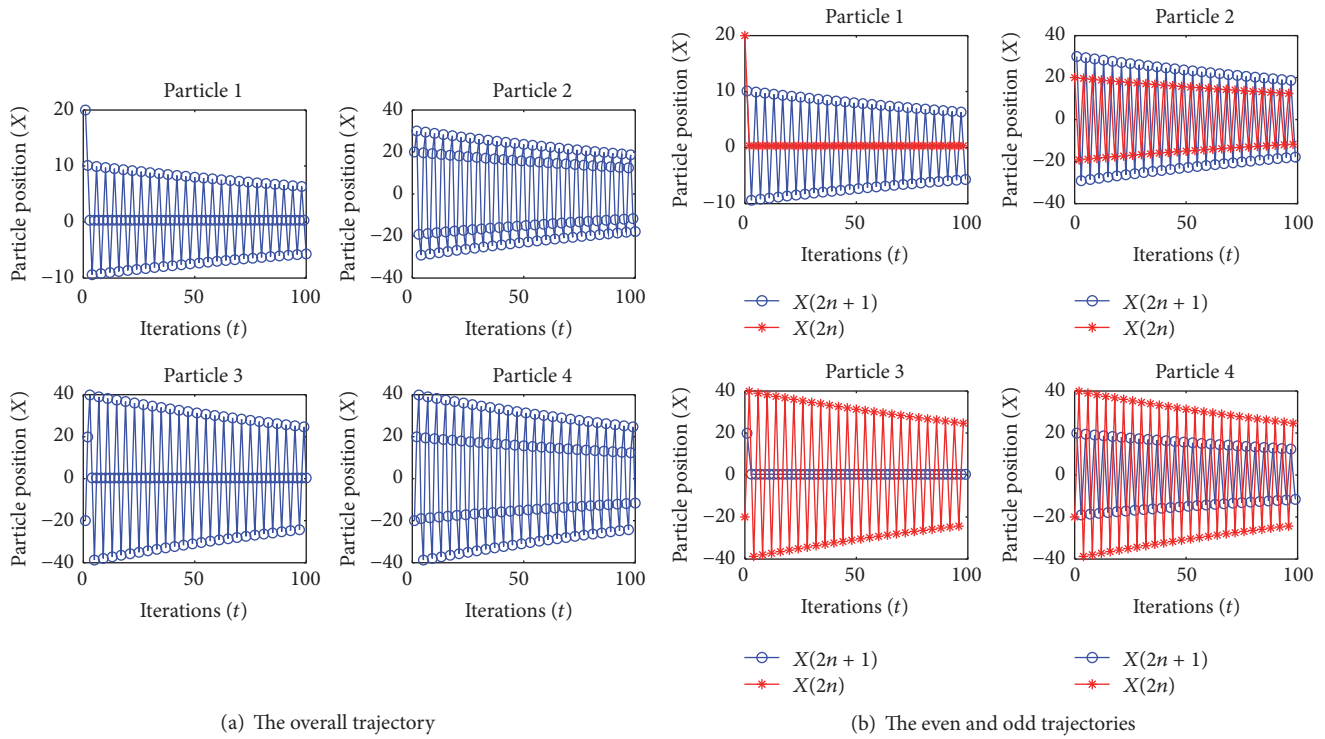 Particle 1
Particle position (X)
20
10
0
−10
0
50
100
Iterations (t)
Particle 2
Particle position (X)
40
20
0
−20
−40
0
50
100
Iterations (t)
Particle 3
Particle position (X)
40
20
0
−20
−40
0
50
100
Iterations (t)
Particle 4
Particle position (X)
40
20
0
−20
−40
0
50
100
Iterations (t)
(a) The overall trajectory
Particle 1
Particle position (X)
20
10
0
−10
0
50
100
Iterations (t)
X(2n + 1)
X(2n)
Particle 2
Particle position (X)
40
20
0
−20
−40
0
50
100
Iterations (t)
X(2n + 1)
X(2n)
Particle 3
Particle position (X)
40
20
0
−20
−40
0
50
100
Iterations (t)
X(2n + 1)
X(2n)
Particle 4
Particle position (X)
40
20
0
−20
−40
0
50
100
Iterations (t)
X(2n + 1)
X(2n)
(b) The even and odd trajectories